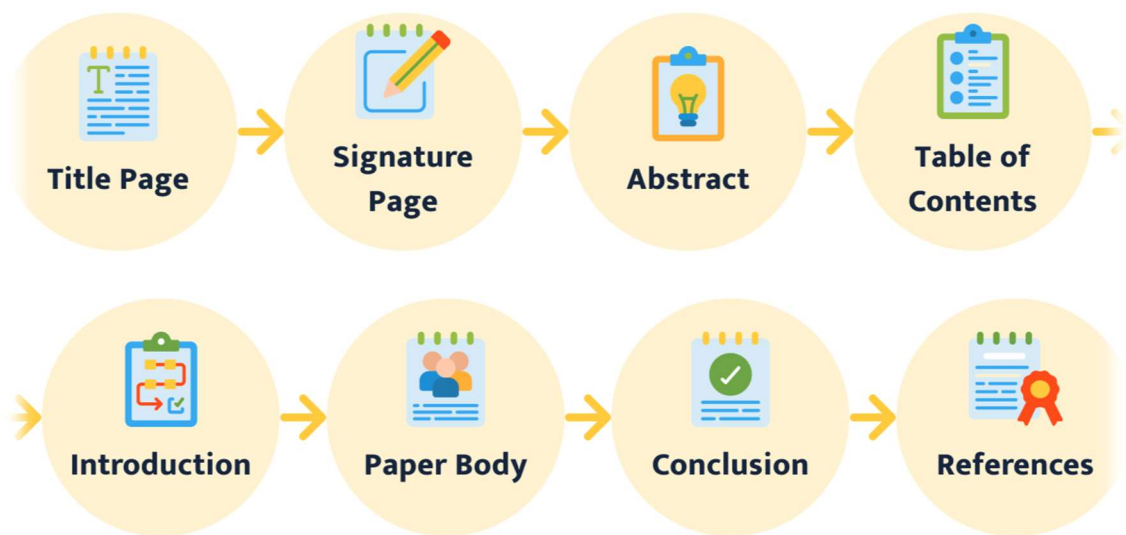 Title Page
Signature
Page
Abstract
Table of
Contents
Introduction
Paper Body
Conclusion
References